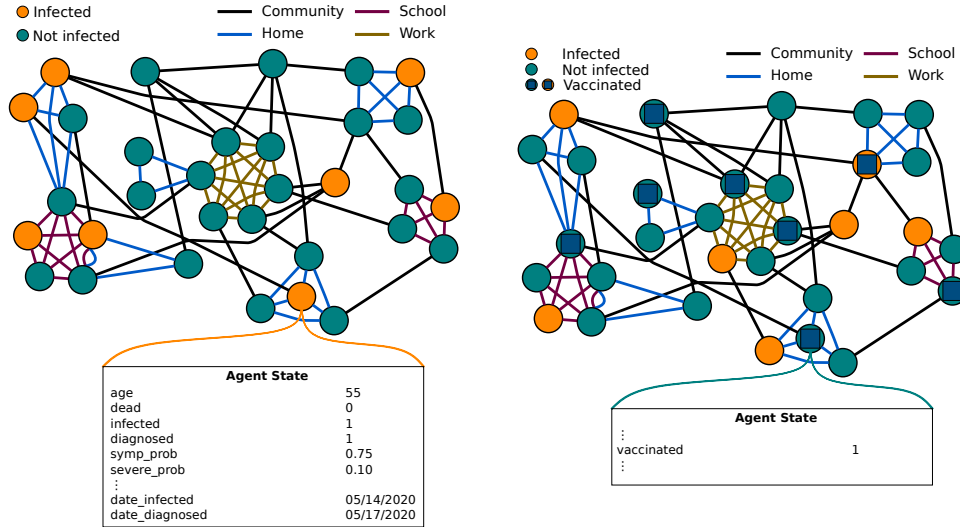 Infected
Not infected
Community
Home
School
Work
Agent State
age 55
dead 0
infected 1
diagnosed 1
symp_prob 0.75
severe_prob 0.10
⋮
date_infected 05/14/2020
date_diagnosed 05/17/2020
Infected
Not infected
Vaccinated
Community
Home
School
Work
Agent State
⋮
vaccinated 1
⋮